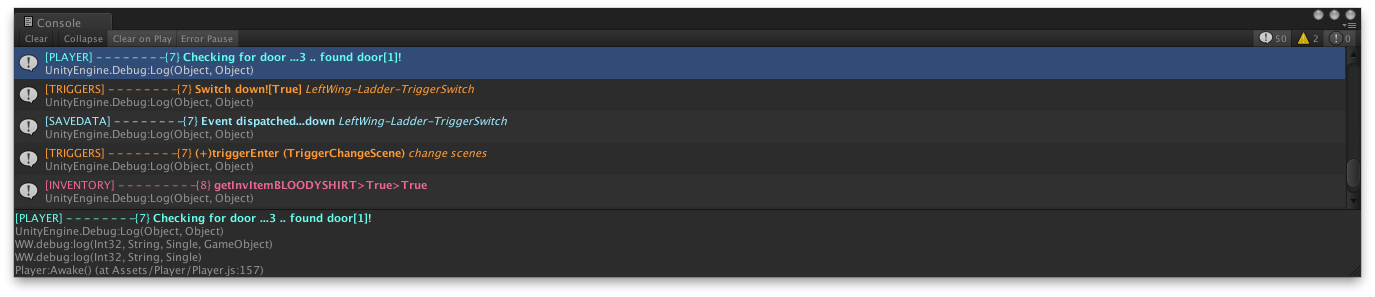 Console
Clear Collapse Clear on Play Error Pause 50 2 0
[PLAYER] - - - - - - - -{7} Checking for door ...3 .. found door[1]!
UnityEngine.Debug:Log(Object, Object)
[TRIGGERS] - - - - - - - -{7} Switch down![True] LeftWing-Ladder-TriggerSwitch
UnityEngine.Debug:Log(Object, Object)
[SAVEDATA] - - - - - - - -{7} Event dispatched...down LeftWing-Ladder-TriggerSwitch
UnityEngine.Debug:Log(Object, Object)
[TRIGGERS] - - - - - - - -{7} (+)triggerEnter (TriggerChangeScene) change scenes
UnityEngine.Debug:Log(Object, Object)
[INVENTORY] - - - - - - - - -{8} getInvItemBLOODYSHIRT>True>True
UnityEngine.Debug:Log(Object, Object)
[PLAYER] - - - - - - - -{7} Checking for door ...3 .. found door[1]!
UnityEngine.Debug:Log(Object, Object)
WW.debug:log(Int32, String, Single, GameObject)
WW.debug:log(Int32, String, Single)
Player:Awake() (at Assets/Player/Player.js:157)